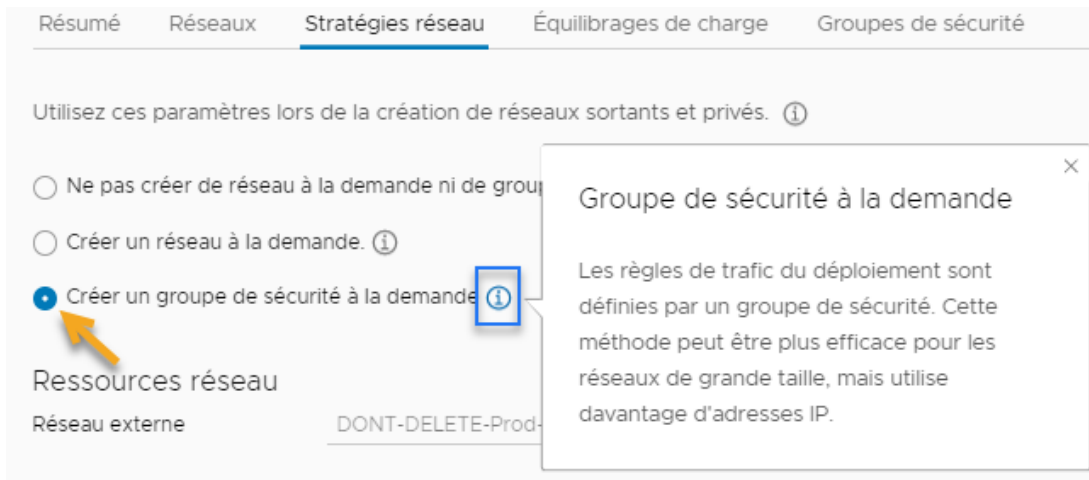 Résumé Réseaux Stratégies réseau Équilibrages de charge Groupes de sécurité
Utilisez ces paramètres lors de la création de réseaux sortants et privés.
Ne pas créer de réseau à la demande ni de
Créer un réseau à la demande.
Créer un groupe de sécurité à la demande
Groupe de sécurité à la demande
Les règles de trafic du déploiement sont
définies par un groupe de sécurité. Cette
méthode peut être plus efficace pour les
réseaux de grande taille, mais utilise
davantage d'adresses IP.
Ressources réseau
Réseau externe DONT-DELETE-Prod-